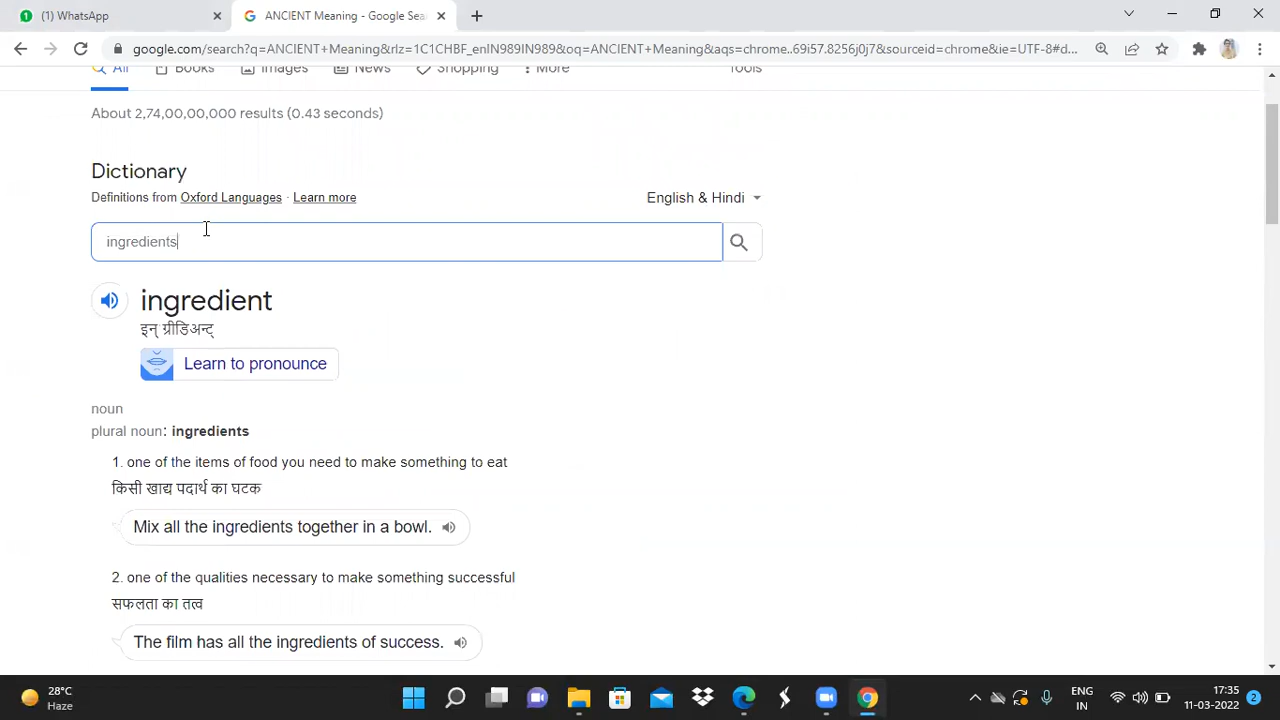 (1) WhatsApp
ANCIENT Meaning - Google Sea
google.com/search?q=ANCIENT+Meaning&rlz=1C1CHBF_enIN989IN989&oq=ANCIENT+Meaning&aqs=chrome..69i57.8256j0j7&sourceid=chrome&ie=UTF-8#d...
All Books Images News Shopping More Tools
About 2,74,00,00,000 results (0.43 seconds)
Dictionary
Definitions from Oxford Languages · Learn more
English & Hindi
ingredients
ingredient
इन् ग्रीडिअन्ट्
Learn to pronounce
noun
plural noun: ingredients
1. one of the items of food you need to make something to eat
किसी खाद्य पदार्थ का घटक
Mix all the ingredients together in a bowl.
2. one of the qualities necessary to make something successful
सफलता का तत्व
The film has all the ingredients of success.
28°C
Haze
ENG
IN
17:35
11-03-2022
2